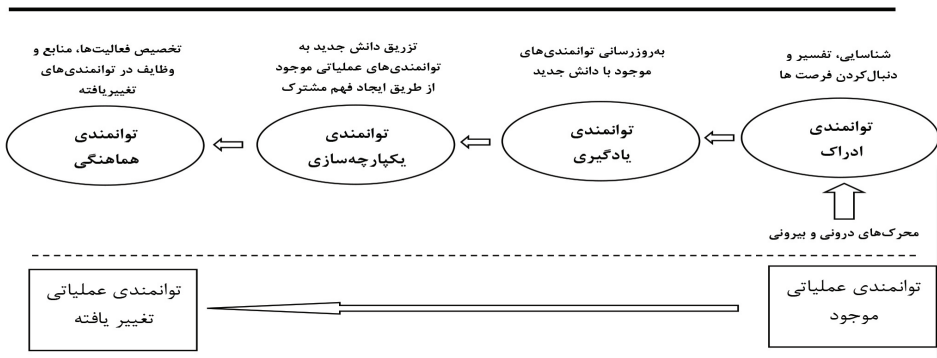 شناسایی، تفسیر و
دنبال‌کردن فرصت ها
به‌روزرسانی توانمندی‌های
موجود با دانش جدید
تزریق دانش جدید به
توانمندی‌های عملیاتی موجود
از طریق ایجاد فهم مشترک
تخصیص فعالیت‌ها، منابع و
وظایف در توانمندی‌های
تغییریافته
توانمندی
ادراک
توانمندی
یادگیری
توانمندی
یکپارچه‌سازی
توانمندی
هماهنگی
محرک‌های درونی و بیرونی
توانمندی عملیاتی
موجود
توانمندی عملیاتی
تغییر یافته